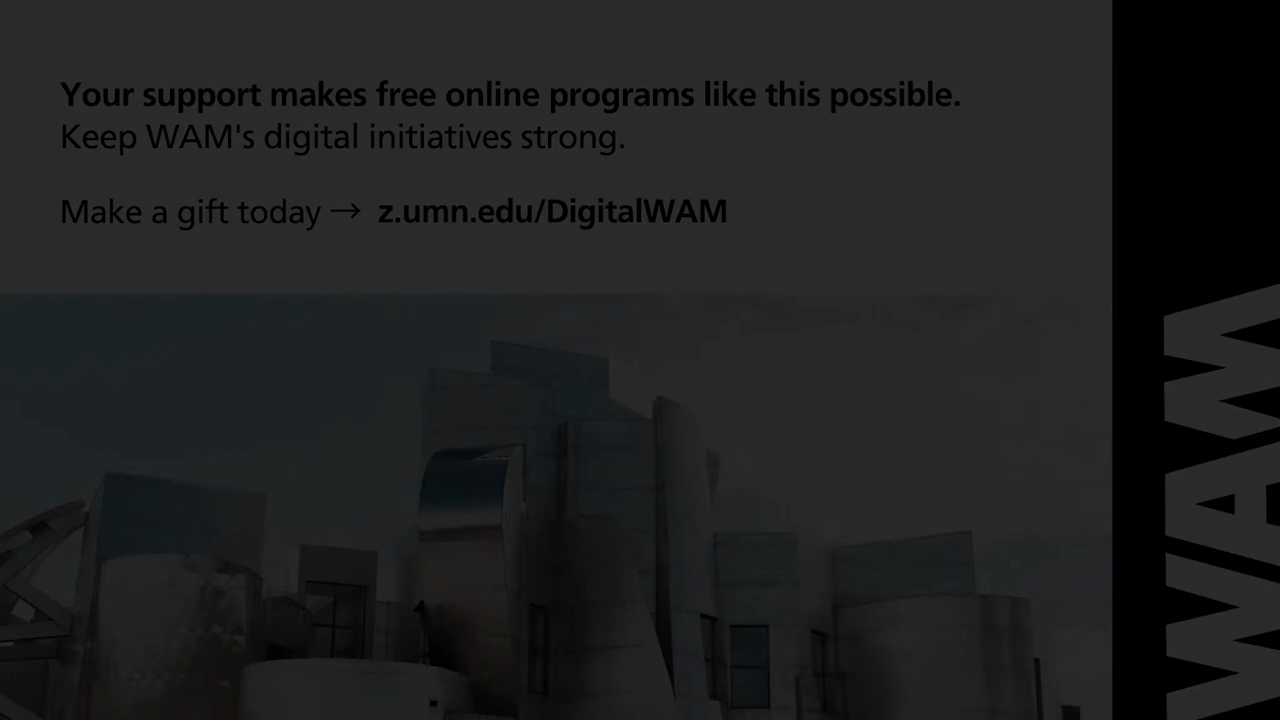 Your support makes free online programs like this possible.
Keep WAM's digital initiatives strong.
Make a gift today → z.umn.edu/DigitalWAM
WAM